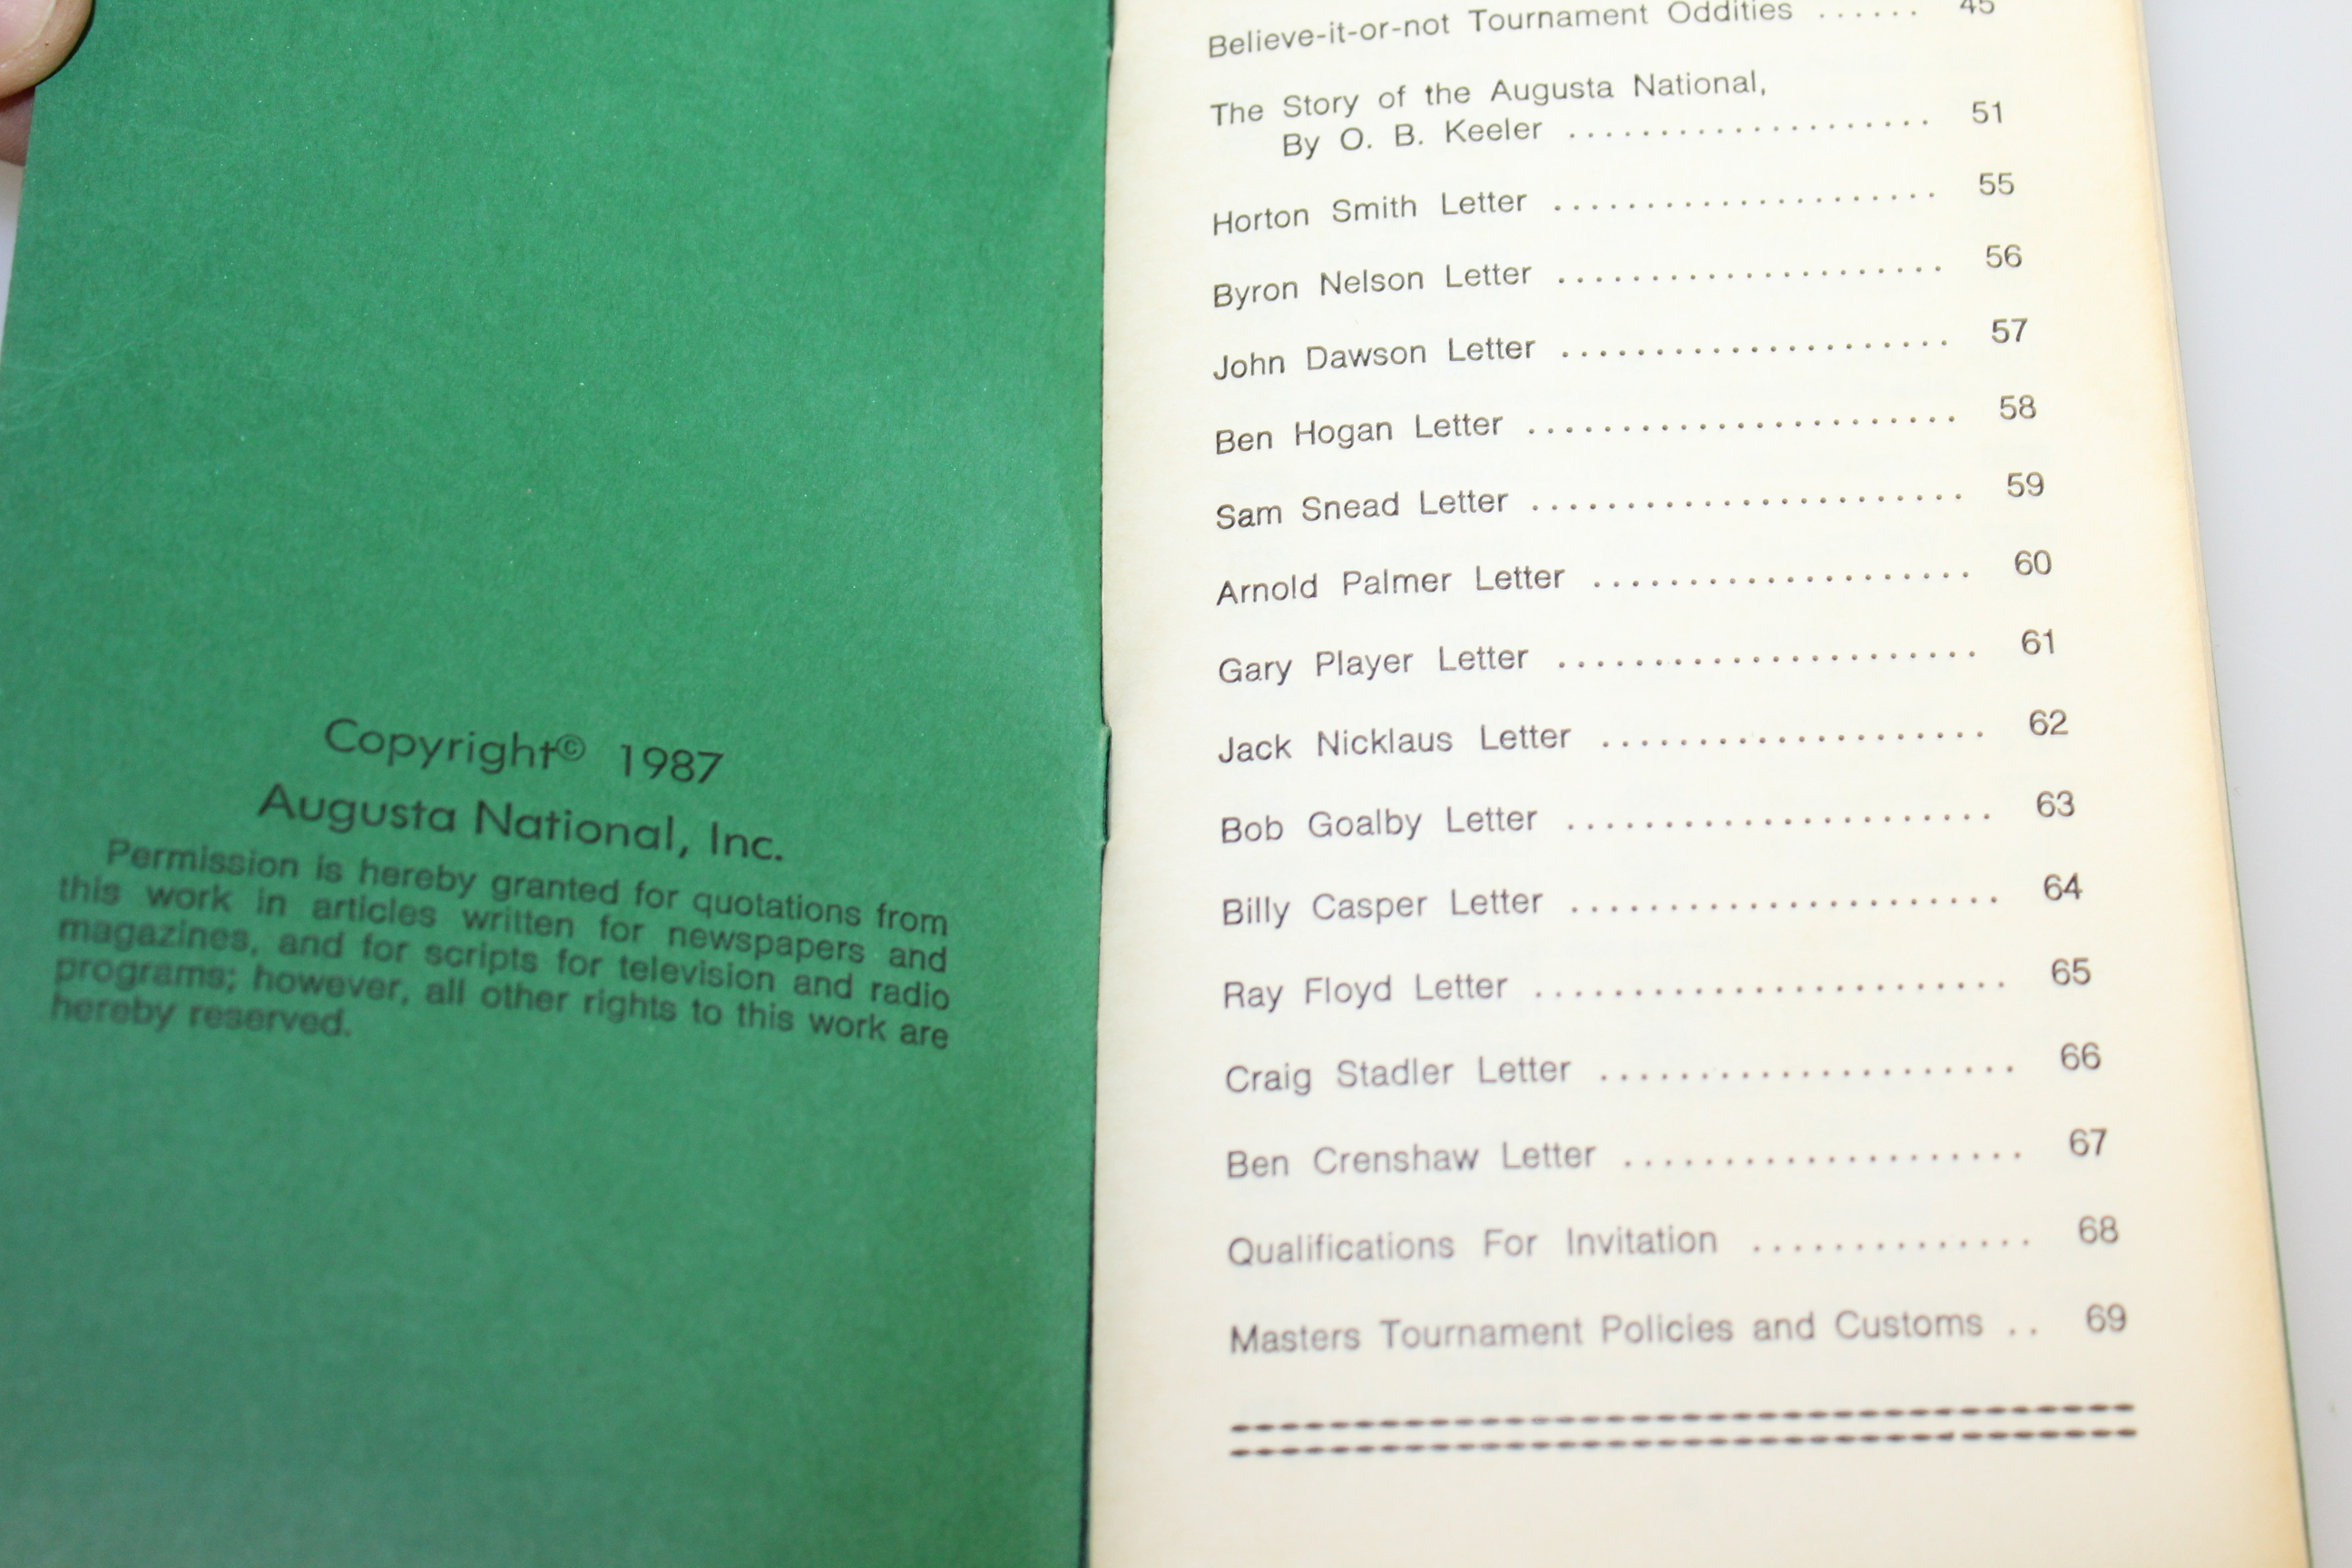 Copyright© 1987
Augusta National, Inc.
Permission is hereby granted for quotations from
this work in articles written for newspapers and
magazines, and for scripts for television and radio
programs; however, all other rights to this work are
hereby reserved.
Believe-it-or-not Tournament Oddities ...... 45
The Story of the Augusta National,
By O. B. Keeler .................... 51
Horton Smith Letter ..................... 55
Byron Nelson Letter ..................... 56
John Dawson Letter ..................... 57
Ben Hogan Letter ....................... 58
Sam Snead Letter ....................... 59
Arnold Palmer Letter .................... 60
Gary Player Letter ...................... 61
Jack Nicklaus Letter .................... 62
Bob Goalby Letter ...................... 63
Billy Casper Letter ...................... 64
Ray Floyd Letter ........................ 65
Craig Stadler Letter ..................... 66
Ben Crenshaw Letter .................... 67
Qualifications For Invitation .............. 68
Masters Tournament Policies and Customs .. 69